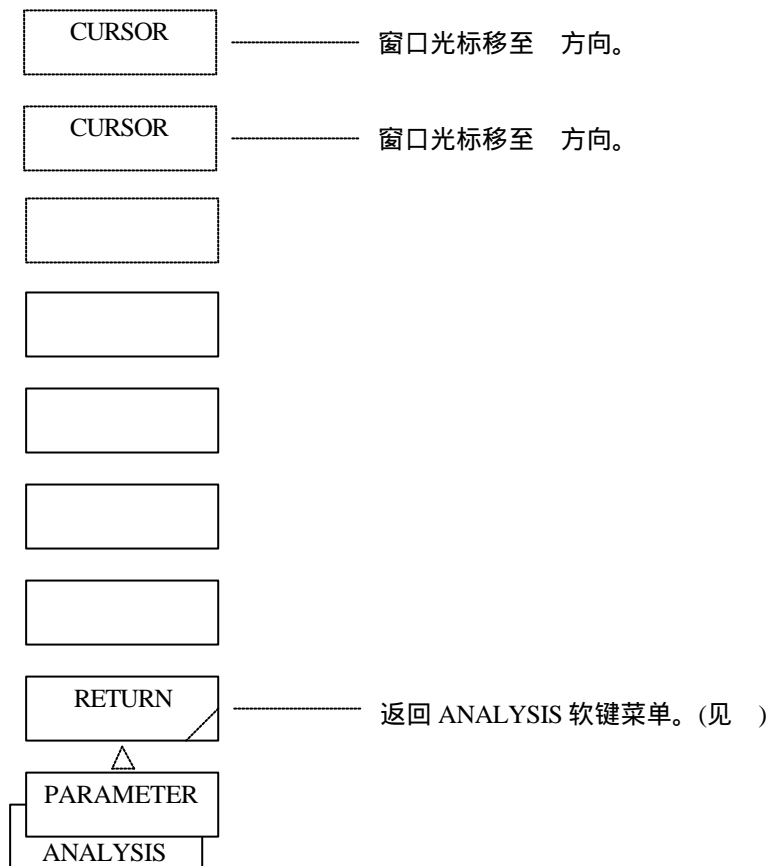 CURSOR 窗口光标移至 方向。
CURSOR 窗口光标移至 方向。
RETURN 返回 ANALYSIS 软键菜单。(见 )
PARAMETER
ANALYSIS